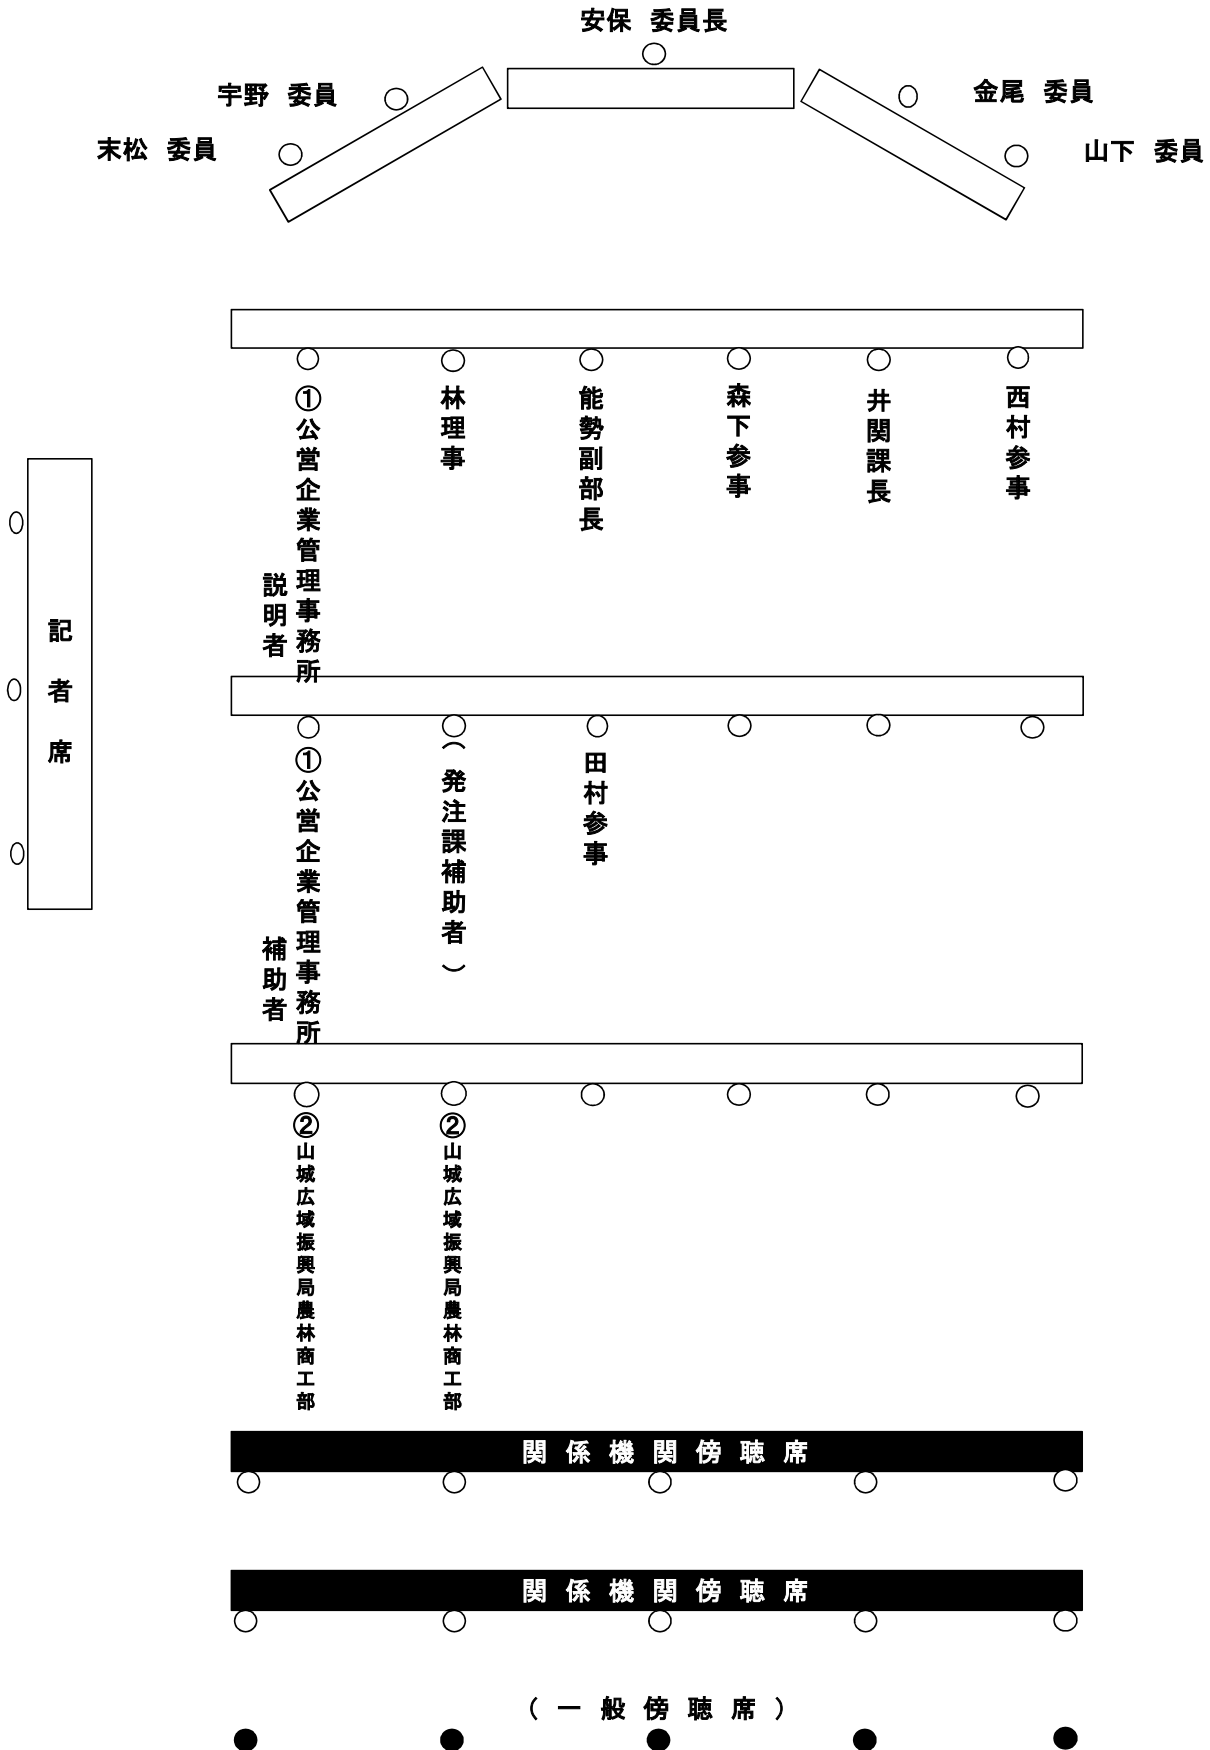 安保 委員長
宇野 委員
金尾 委員
末松 委員
山下 委員
①公営企業管理事務所
説明者
林理事
能勢副部長
森下参事
井関課長
西村参事
記者席
①公営企業管理事務所
補助者
（発注課補助者）
田村参事
②山城広域振興局農林商工部
②山城広域振興局農林商工部
関係機関傍聴席
関係機関傍聴席
（一般傍聴席）